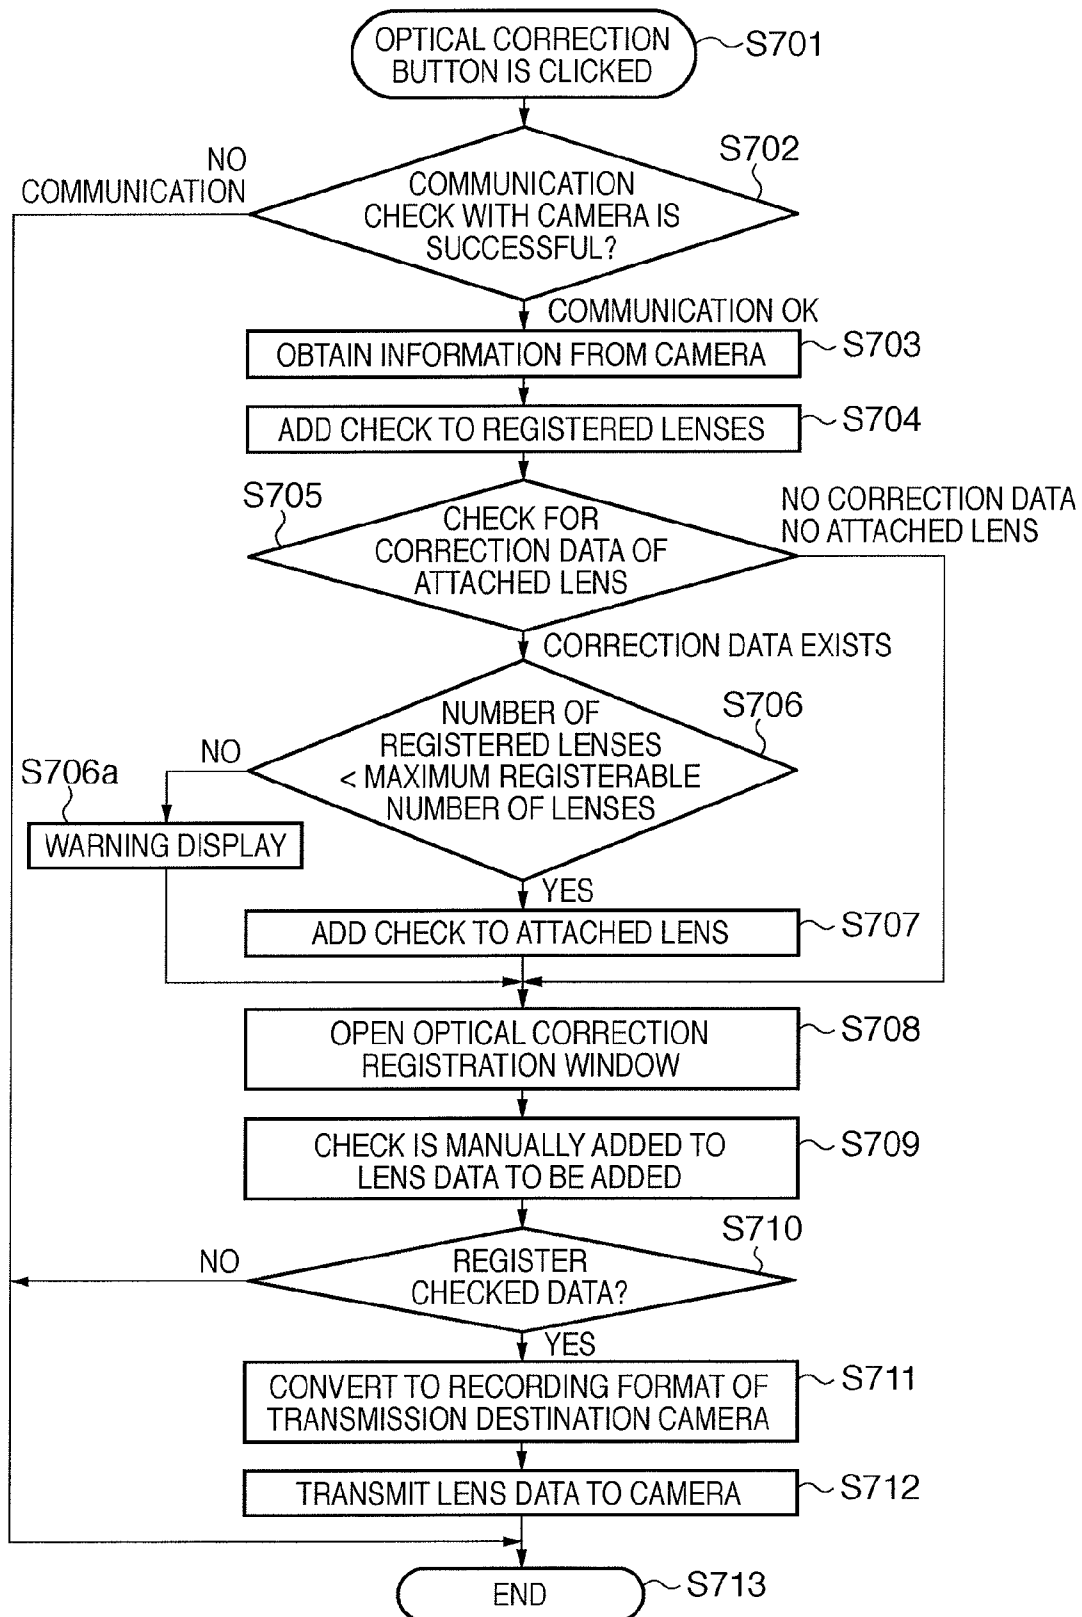 OPTICAL CORRECTION
BUTTON IS CLICKED
S701
S702
NO
COMMUNICATION
COMMUNICATION
CHECK WITH CAMERA IS
SUCCESSFUL?
COMMUNICATION OK
OBTAIN INFORMATION FROM CAMERA
S703
ADD CHECK TO REGISTERED LENSES
S704
S705
CHECK FOR
CORRECTION DATA OF
ATTACHED LENS
NO CORRECTION DATA
NO ATTACHED LENS
CORRECTION DATA EXISTS
S706
NUMBER OF
REGISTERED LENSES
< MAXIMUM REGISTERABLE
NUMBER OF LENSES
NO
S706a
WARNING DISPLAY
YES
ADD CHECK TO ATTACHED LENS
S707
OPEN OPTICAL CORRECTION
REGISTRATION WINDOW
S708
CHECK IS MANUALLY ADDED TO
LENS DATA TO BE ADDED
S709
S710
NO
REGISTER
CHECKED DATA?
YES
CONVERT TO RECORDING FORMAT OF
TRANSMISSION DESTINATION CAMERA
S711
TRANSMIT LENS DATA TO CAMERA
S712
END
S713